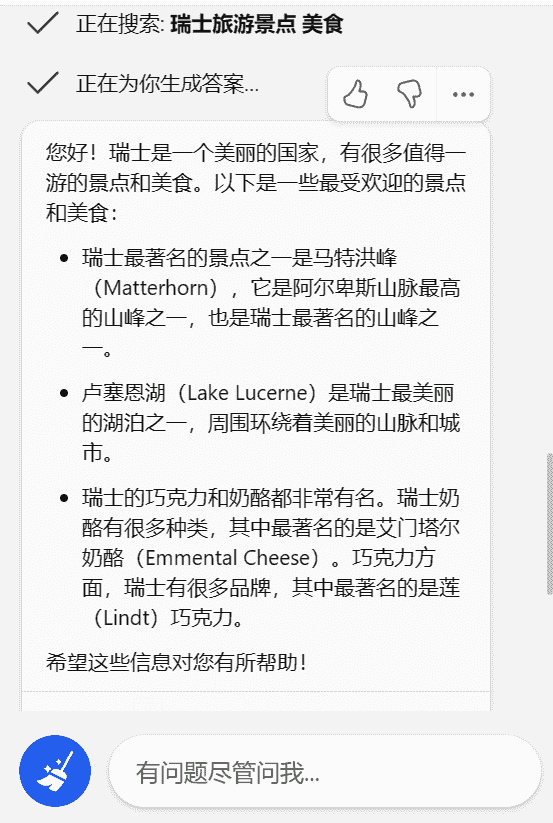 正在搜索: 瑞士旅游景点 美食
正在为你生成答案...
您好！瑞士是一个美丽的国家，有很多值得一
游的景点和美食。以下是一些最受欢迎的景点
和美食：
瑞士最著名的景点之一是马特洪峰
（Matterhorn），它是阿尔卑斯山脉最高
的山峰之一，也是瑞士最著名的山峰之
一。
卢塞恩湖（Lake Lucerne）是瑞士最美丽
的湖泊之一，周围环绕着美丽的山脉和城
市。
瑞士的巧克力和奶酪都非常有名。瑞士奶
酪有很多种类，其中最著名的是艾门塔尔
奶酪（Emmental Cheese）。巧克力方
面，瑞士有很多品牌，其中最著名的是莲
（Lindt）巧克力。
希望这些信息对您有所帮助！
有问题尽管问我...